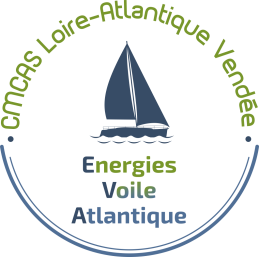 CMCAS Loire-Atlantique Vendée
Energies
Voile
Atlantique